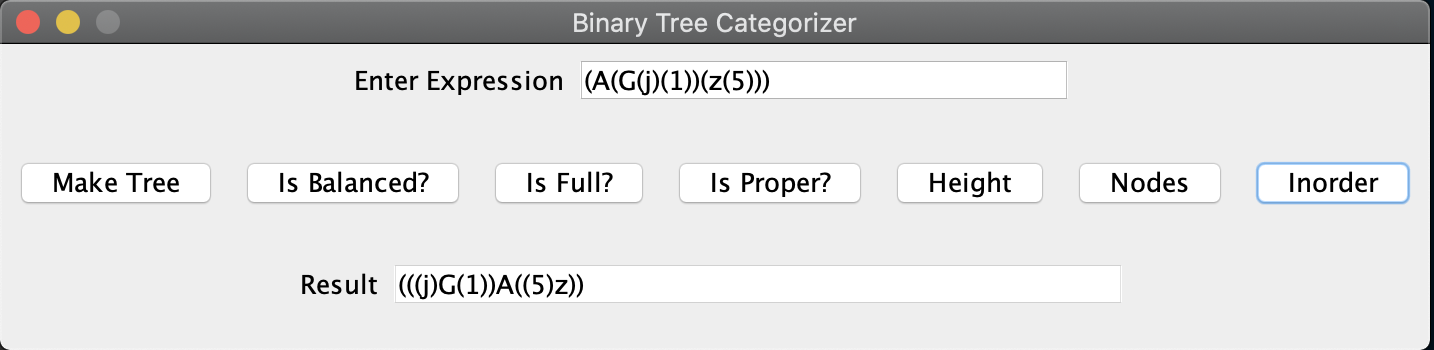 Binary Tree Categorizer
Enter Expression (A(G(j)(1))(z(5)))
Make Tree Is Balanced? Is Full? Is Proper? Height Nodes Inorder
Result (((j)G(1))A((5)z))